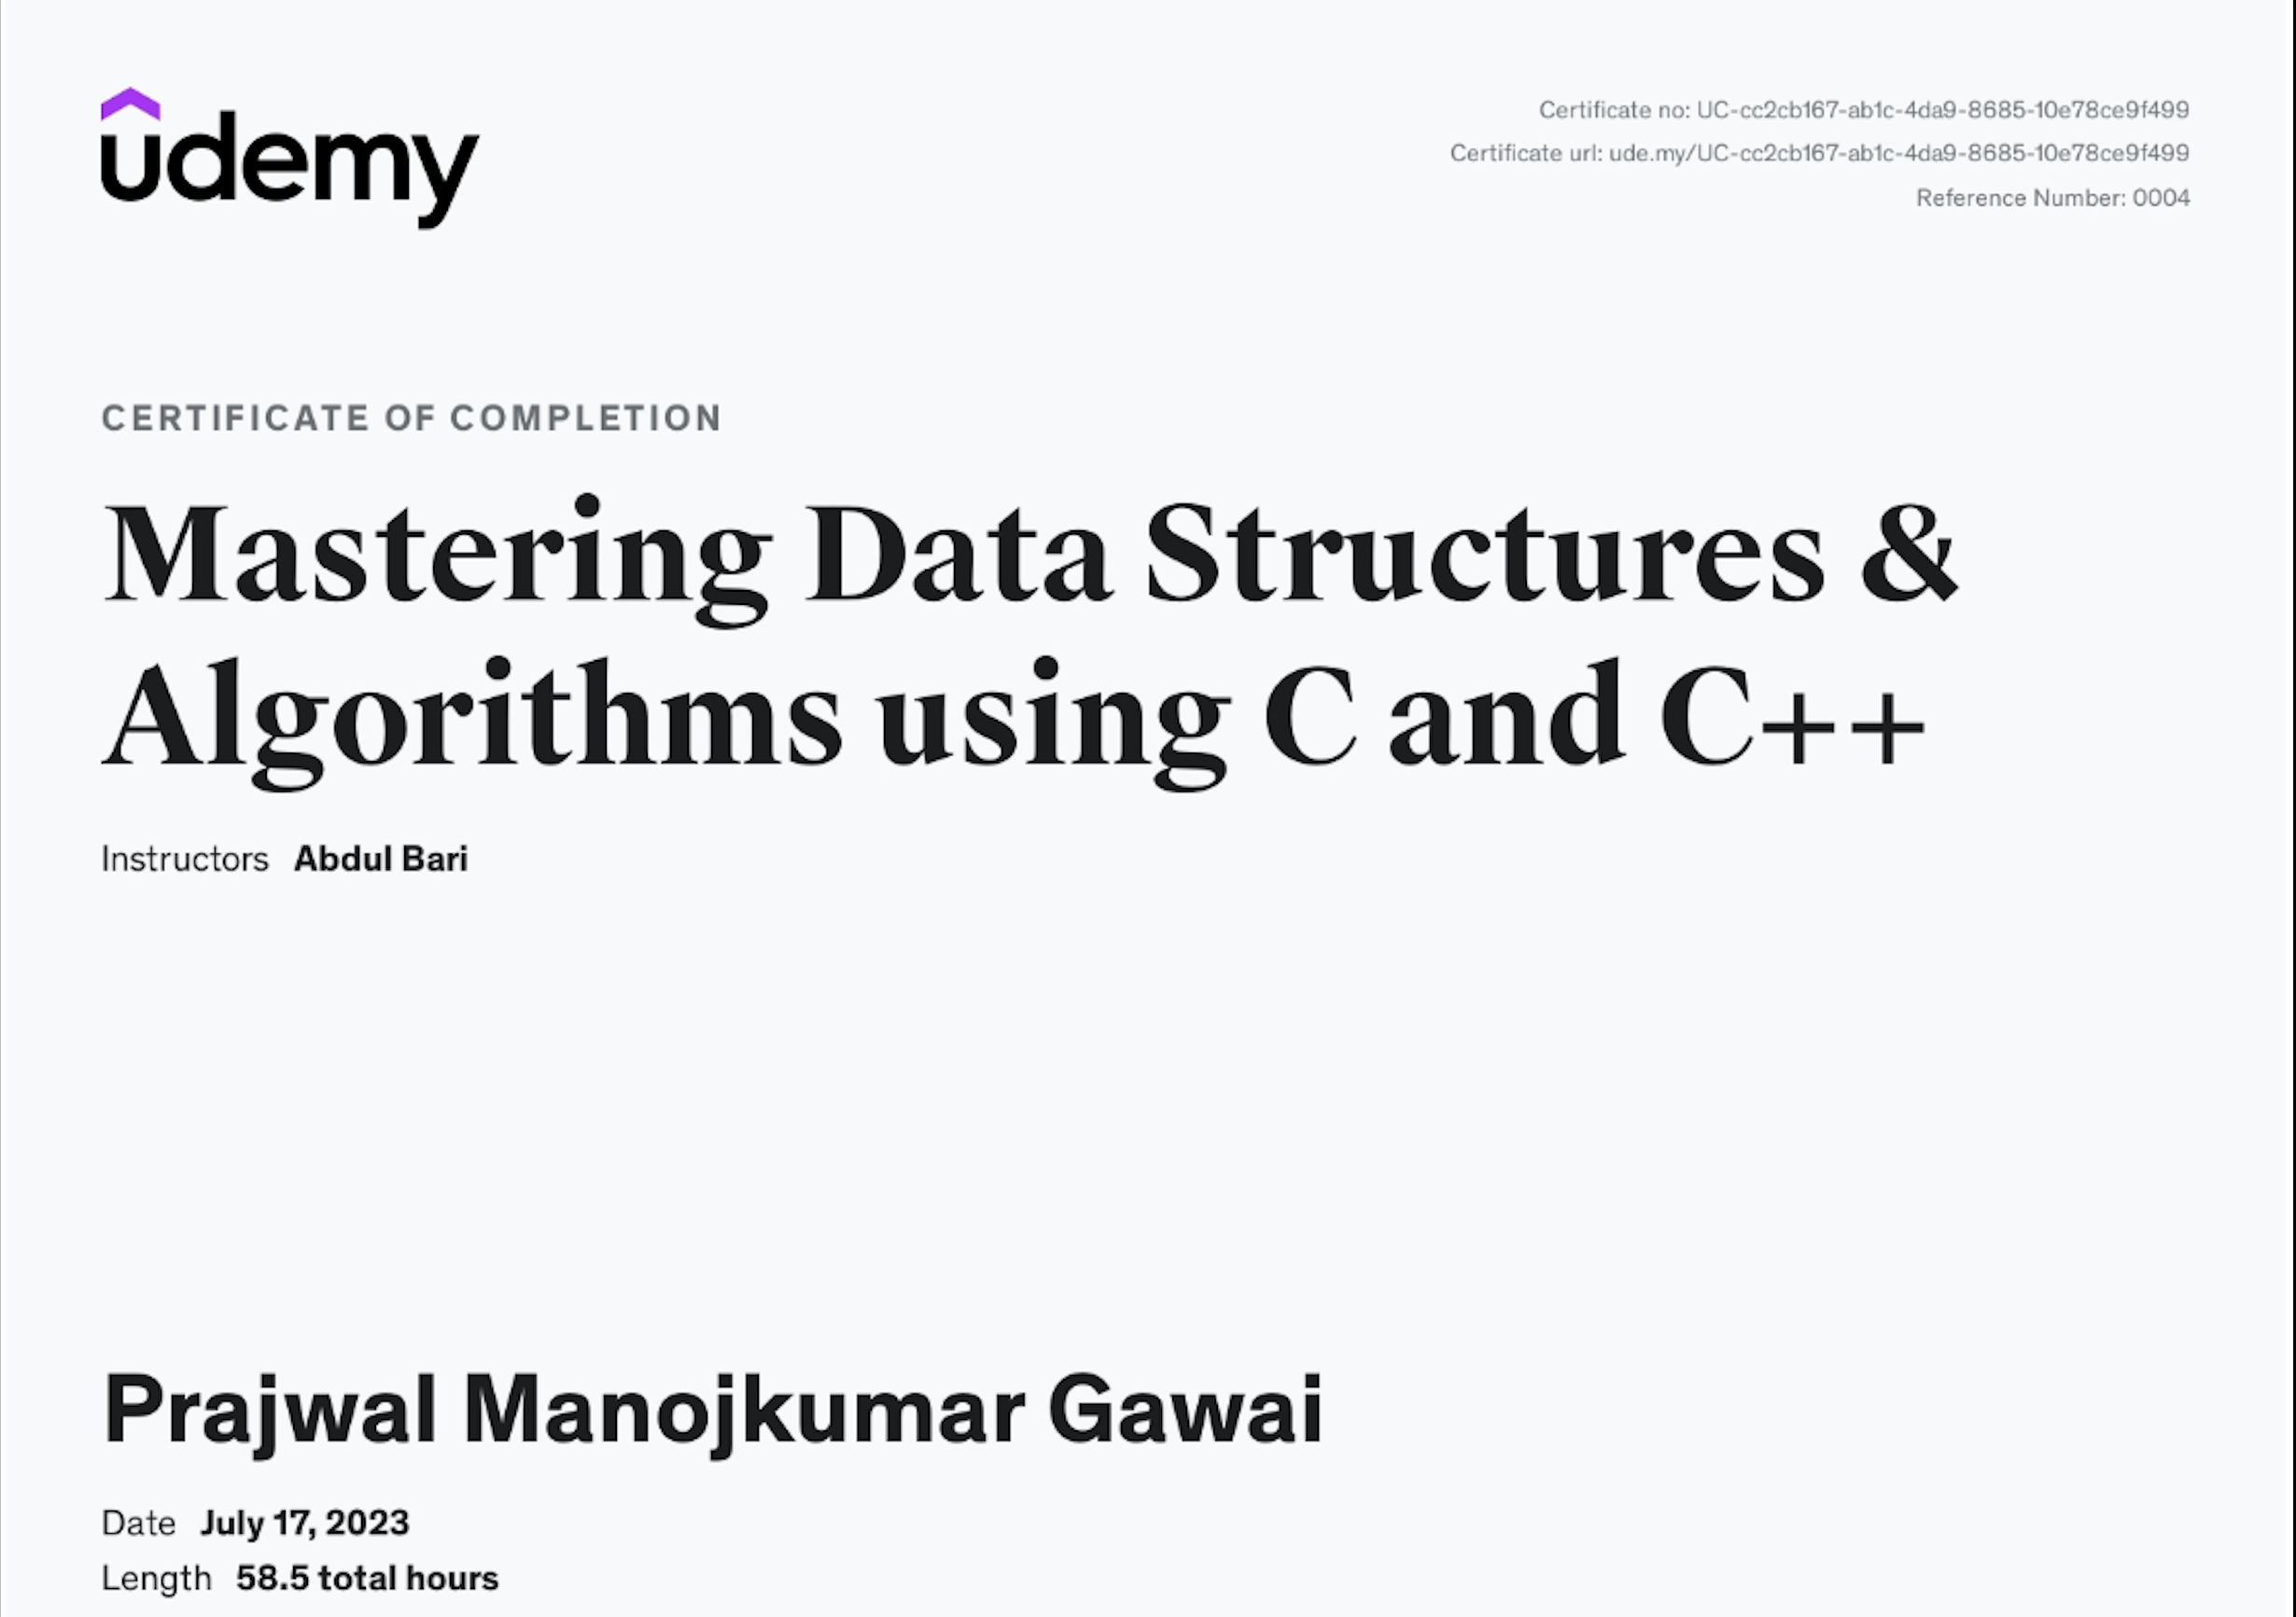 udemy
Certificate no: UC-cc2cb167-ab1c-4da9-8685-10e78ce9f499
Certificate url: ude.my/UC-cc2cb167-ab1c-4da9-8685-10e78ce9f499
Reference Number: 0004
CERTIFICATE OF COMPLETION
Mastering Data Structures &
Algorithms using C and C++
Instructors Abdul Bari
Prajwal Manojkumar Gawai
Date July 17, 2023
Length 58.5 total hours